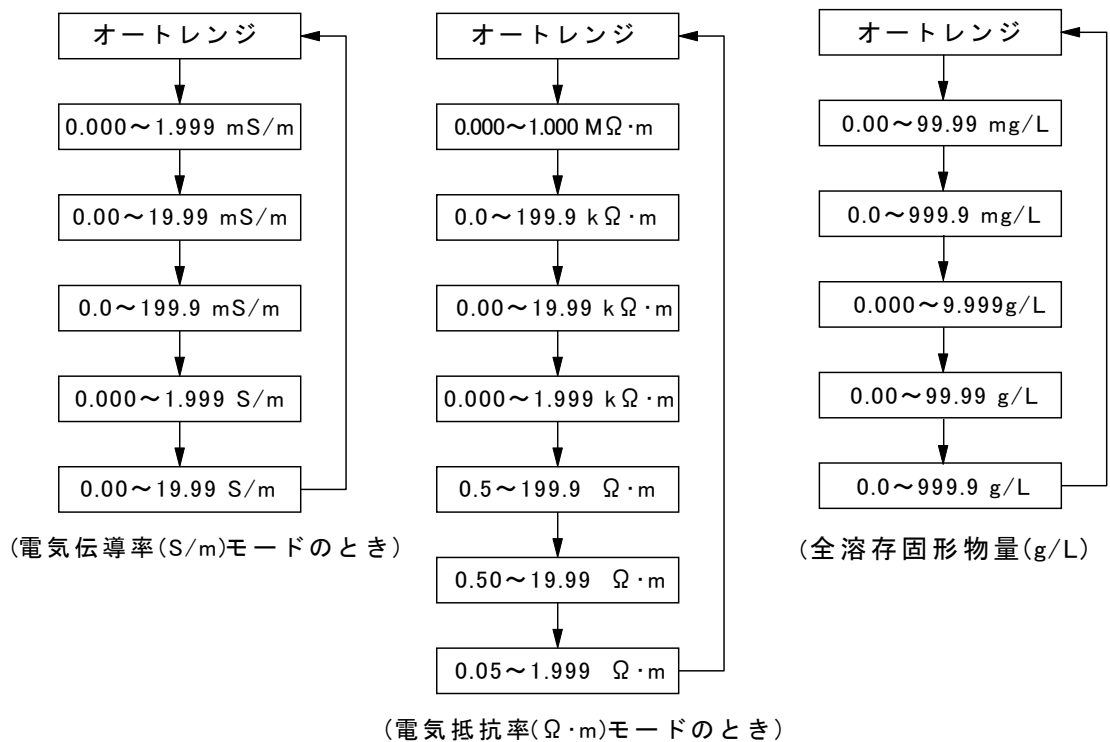 オートレンジ
0.000～1.999 mS/m
0.00～19.99 mS/m
0.0～199.9 mS/m
0.000～1.999 S/m
0.00～19.99 S/m
(電気伝導率(S/m)モードのとき)
オートレンジ
0.000～1.000 MΩ·m
0.0～199.9 kΩ·m
0.00～19.99 kΩ·m
0.000～1.999 kΩ·m
0.5～199.9 Ω·m
0.50～19.99 Ω·m
0.05～1.999 Ω·m
(電気抵抗率(Ω·m)モードのとき)
オートレンジ
0.00～99.99 mg/L
0.0～999.9 mg/L
0.000～9.999g/L
0.00～99.99 g/L
0.0～999.9 g/L
(全溶存固形物量(g/L)